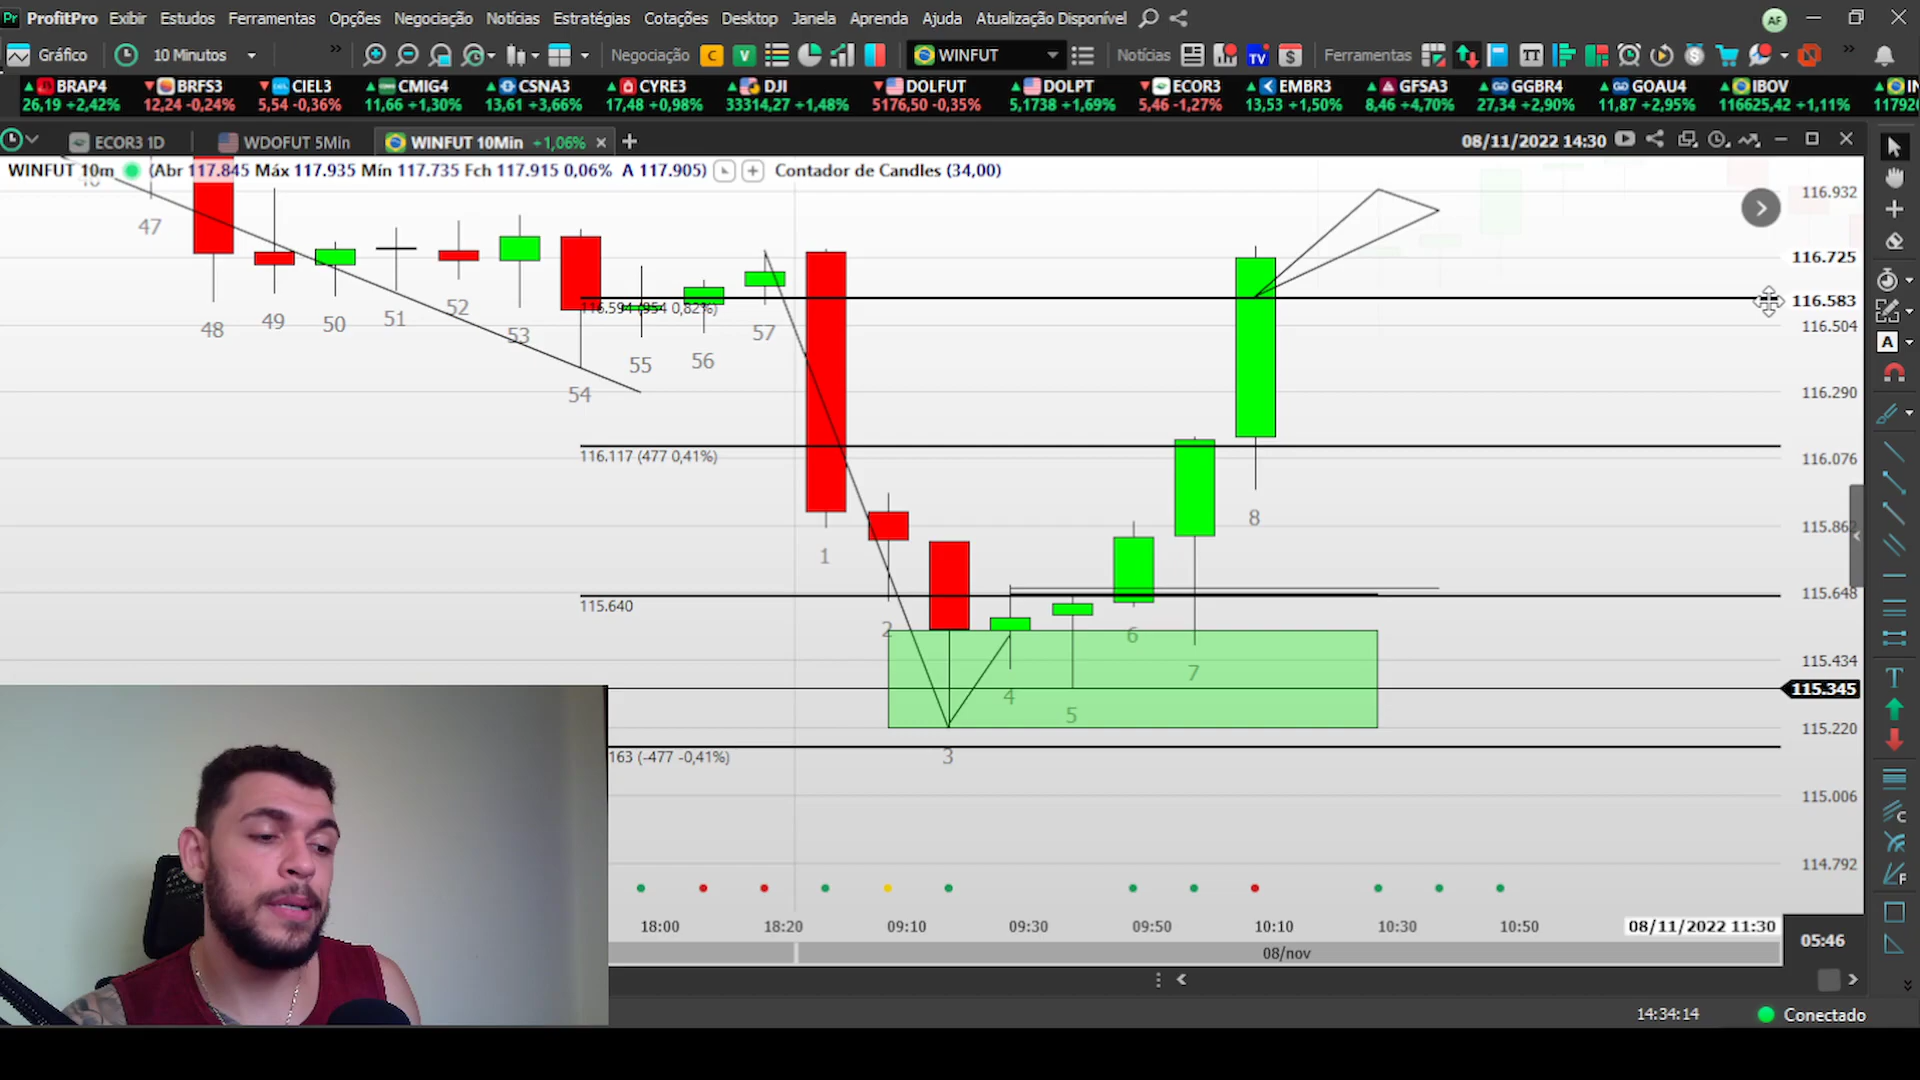 ProfitPro Exibir Estudos Ferramentas Opções Negociação Notícias Estratégias Cotações Desktop Janela Aprenda Ajuda Atualização Disponível AF
Gráfico 10 Minutos Negociação C V WINFUT Notícias TV $ Ferramentas
BRAP4 BRFS3 CIEL3 CMIG4 CSNA3 CYRE3 DJI DOLFUT DOLPT ECOR3 EMBR3 GFSA3 GGBR4 GOAU4 IBOV
26,19 +2,42% 12,24 -0,24% 5,54 -0,36% 11,66 +1,30% 13,61 +3,66% 17,48 +0,98% 33314,27 +1,48% 5176,50 -0,35% 5,1738 +1,69% 5,46 -1,27% 13,53 +1,50% 8,46 +4,70% 27,34 +2,90% 11,87 +2,95% 116625,42 +1,11% 11792
ECOR3 1D WDOFUT 5Min WINFUT 10Min +1,06% 08/11/2022 14:30
WINFUT 10m (Abr 117.845 Máx 117.935 Mín 117.735 Fch 117.915 0,06% A 117.905) Contador de Candles (34,00)
116.932
47
116.725
116.583
116.594 (954 0,82%)
52
48 49 50 51 53 57
116.504
54 55 56
116.290
116.117 (477 0,41%)
116.076
8
115.862
1
115.648
115.640
2 6
115.434
7
4
115.345
5
115.220
163 (-477 -0,41%)
3
115.006
114.792
18:00 18:20 09:10 09:30 09:50 10:10 10:30 10:50 08/11/2022 11:30
05:46
08/nov
14:34:14 Conectado